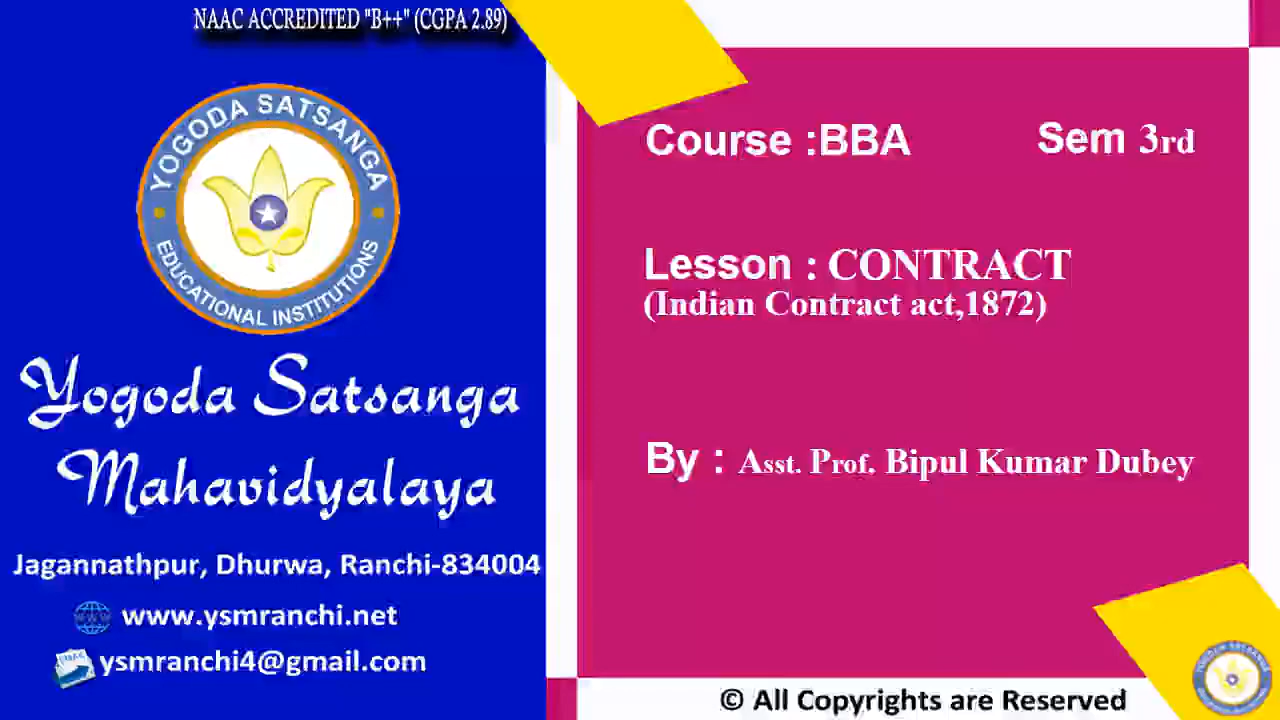 NAAC ACCREDITED "B++" (CGPA 2.89)
YOGODA SATSANGA
EDUCATIONAL INSTITUTIONS
Yogoda Satsanga
Mahavidyalaya
Jagannathpur, Dhurwa, Ranchi-834004
www.ysmranchi.net
ysmranchi4@gmail.com
Course :BBA Sem 3rd
Lesson : CONTRACT
(Indian Contract act,1872)
By : Asst. Prof. Bipul Kumar Dubey
© All Copyrights are Reserved